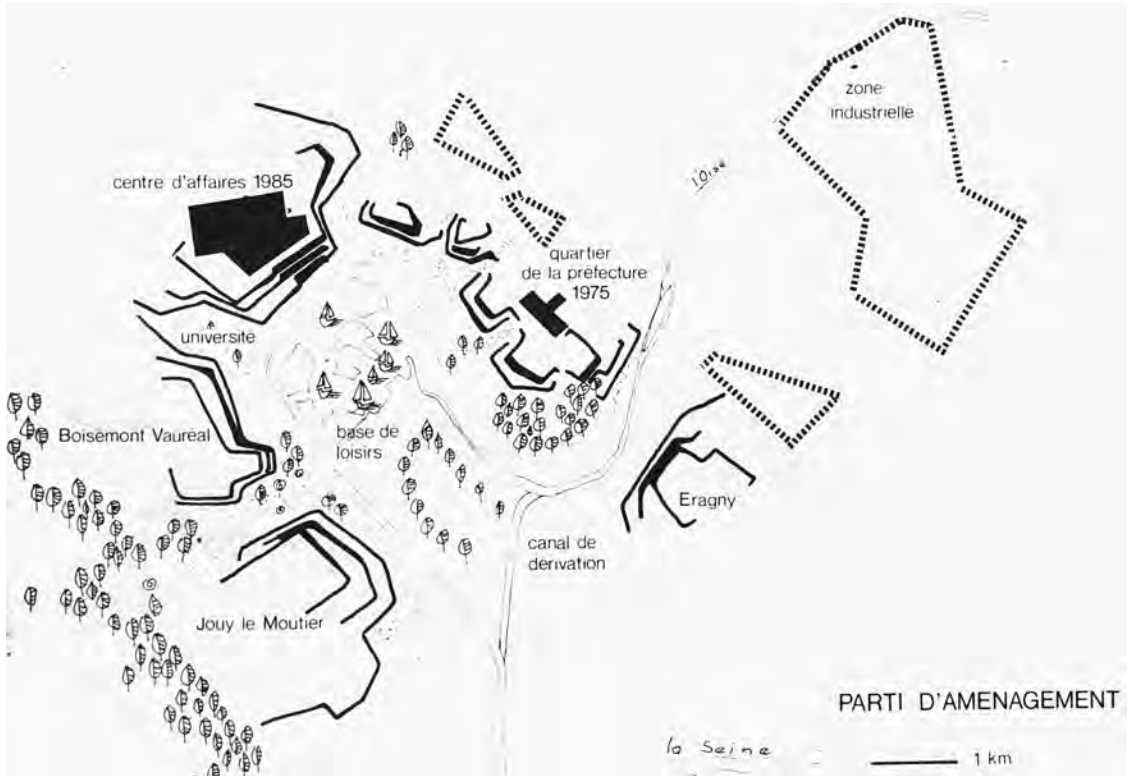 zone
industrielle
l'Oise
centre d'affaires 1985
quartier
de la préfecture
1975
université
Boisemont Vauréal
base de
loisirs
Eragny
canal de
dérivation
Jouy le Moutier
PARTI D'AMENAGEMENT
la Seine
1 km